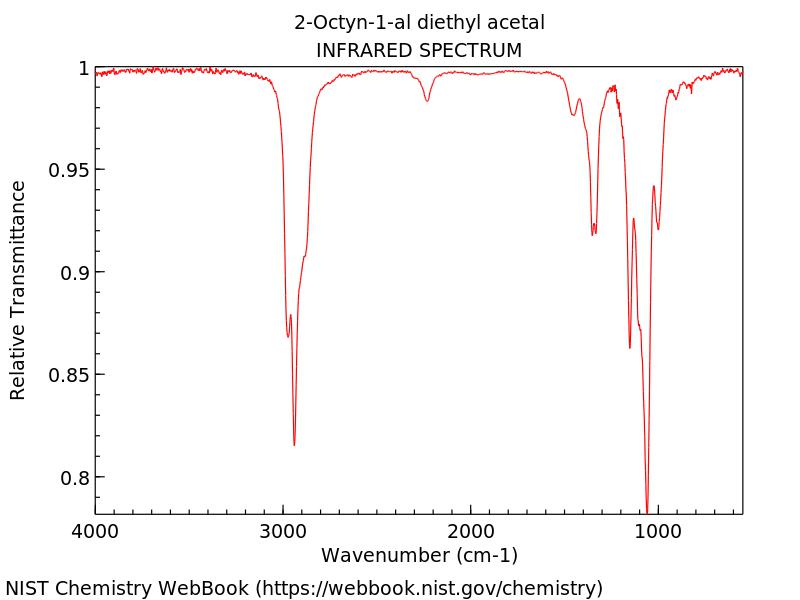 2-Octyn-1-al diethyl acetal
INFRARED SPECTRUM
1
0.95
0.9
0.85
0.8
Relative Transmittance
4000 3000 2000 1000
Wavenumber (cm-1)
NIST Chemistry WebBook (https://webbook.nist.gov/chemistry)